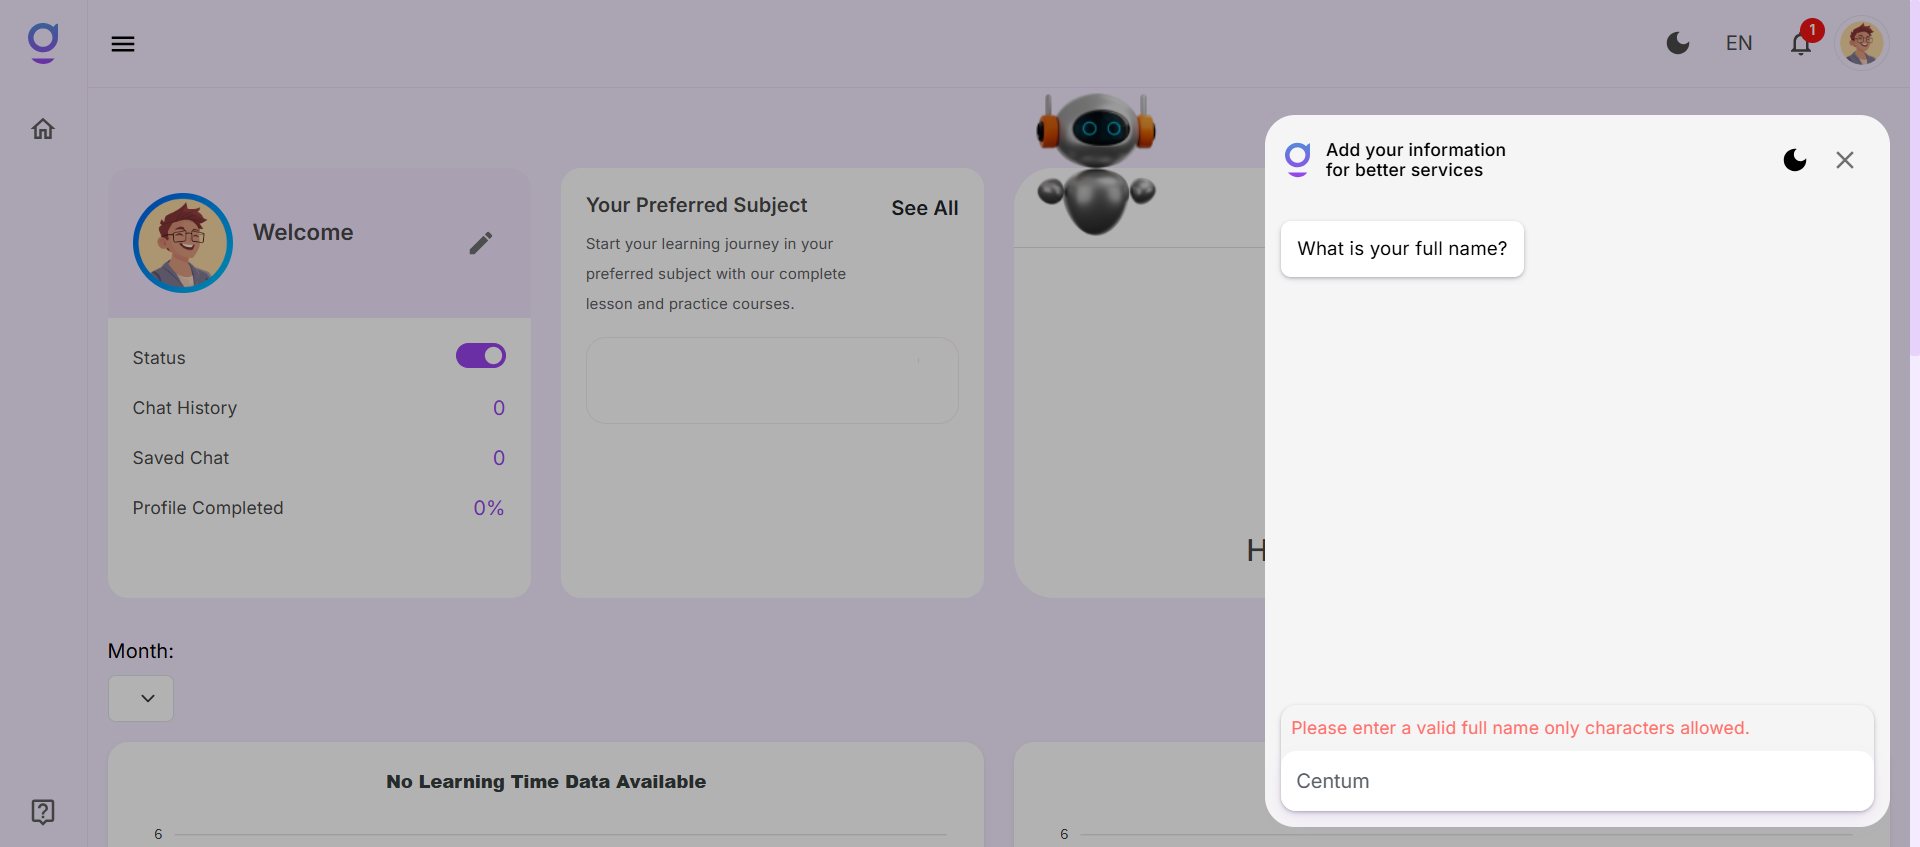 EN
1
Welcome
Status
Chat History
0
Saved Chat
0
Profile Completed
0%
Your Preferred Subject
See All
Start your learning journey in your
preferred subject with our complete
lesson and practice courses.
H
Add your information
for better services
What is your full name?
Please enter a valid full name only characters allowed.
Centum
Month:
No Learning Time Data Available
6
6